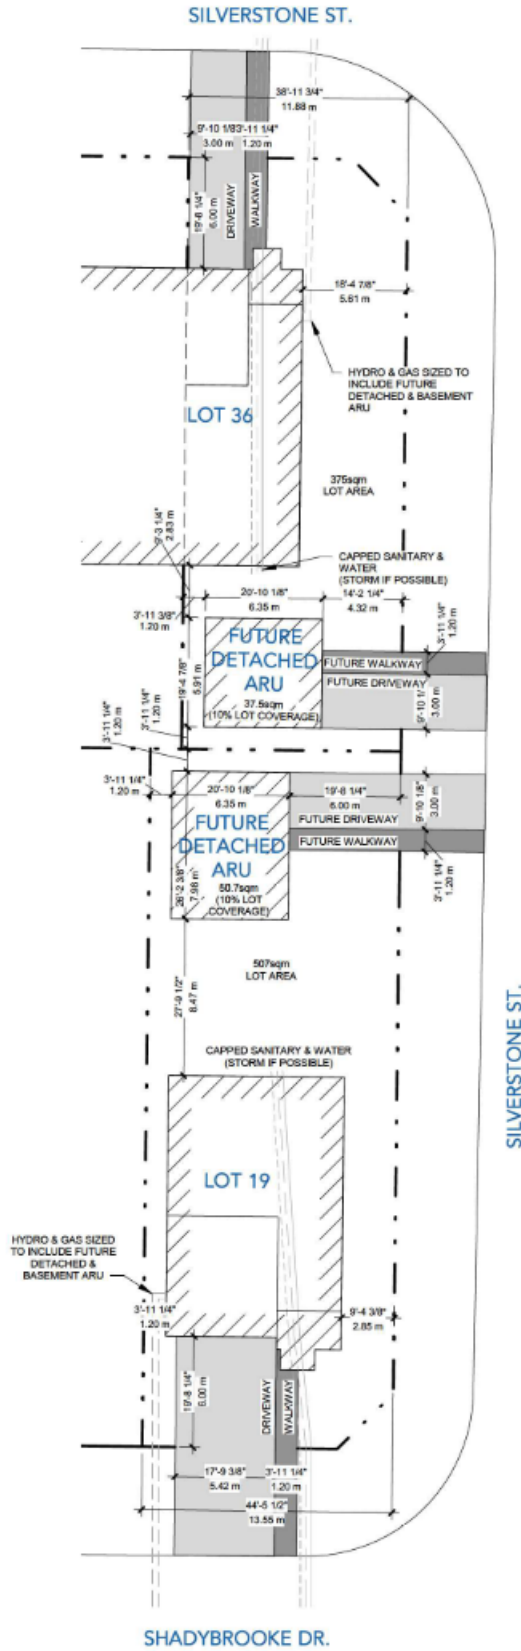 SILVERSTONE ST.
38'-11 3/4"
11.88 m
3'-11 1/4"
3.00 m
1.20 m
19'-8 1/4"
6.00 m
DRIVEWAY
WALKWAY
18'-4 7/8"
5.61 m
HYDRO & GAS SIZED TO
INCLUDE FUTURE
DETACHED & BASEMENT
ARU
LOT 36
375sqm
LOT AREA
9'-3 1/4"
2.83 m
CAPPED SANITARY &
WATER
(STORM IF POSSIBLE)
20'-10 1/8"
6.35 m
14'-2 1/4"
4.32 m
3'-11 3/8"
1.20 m
3'-11 1/4"
1.20 m
FUTURE
DETACHED
ARU
37.5sqm
(10% LOT COVERAGE)
19'-4 7/8"
5.91 m
FUTURE WALKWAY
FUTURE DRIVEWAY
3.00 m
3'-11 1/4"
1.20 m
3'-11 1/4"
1.20 m
3'-11 1/4"
1.20 m
20'-10 1/8"
6.35 m
19'-8 1/4"
6.00 m
9'-10 1/8"
3.00 m
FUTURE
DETACHED
ARU
50.7sqm
(10% LOT
COVERAGE)
26'-2 3/8"
7.98 m
FUTURE DRIVEWAY
FUTURE WALKWAY
3'-11 1/4"
1.20 m
507sqm
LOT AREA
27'-9 1/2"
8.47 m
SILVERSTONE ST.
CAPPED SANITARY & WATER
(STORM IF POSSIBLE)
LOT 19
HYDRO & GAS SIZED
TO INCLUDE FUTURE
DETACHED &
BASEMENT ARU
3'-11 1/4"
1.20 m
9'-4 3/8"
2.85 m
19'-8 1/4"
6.00 m
DRIVEWAY
WALKWAY
17'-9 3/8"
5.42 m
3'-11 1/4"
1.20 m
44'-5 1/2"
13.55 m
SHADYBROOKE DR.